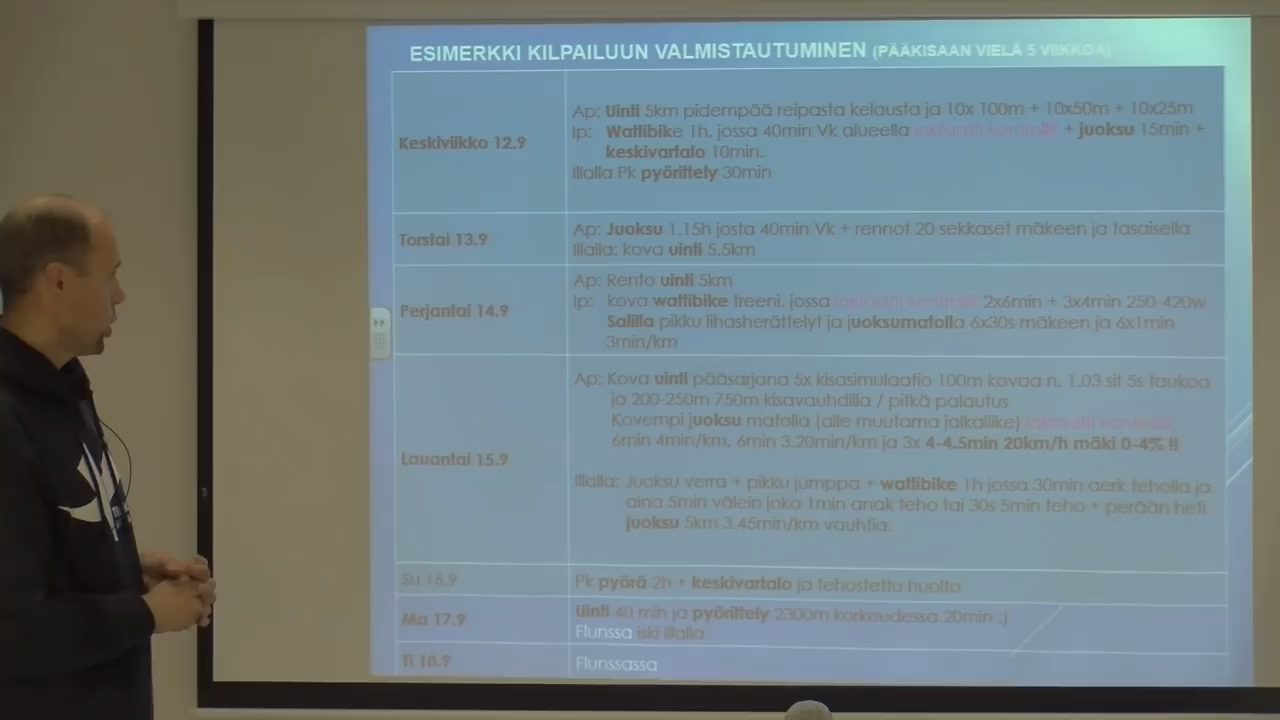 ESIMERKKI KILPAILUUN VALMISTAUTUMINEN (PÄÄKISAAN VIELÄ 5 VIIKKOA)
Keskiviikko 12.9
Ap: Uinti 5km pidempää reipasta kelausta ja 10x 100m + 10x50m + 10x25m
Ip: Wattibike 1h, jossa 40min Vk alueella laktaatti kontrollit + juoksu 15min +
keskivartalo 10min.
Illalla Pk pyörittely 30min
Torstai 13.9
Ap: Juoksu 1.15h josta 40min Vk + rennot 20 sekkaset mäkeen ja tasaisella
Illalla: kova uinti 5.5km
Perjantai 14.9
Ap: Rento uinti 5km
Ip: kova wattibike treeni, jossa laktaatti kontrolli 2x6min + 3x4min 250-420w
Salilla pikku lihasherättelyt ja juoksumatolla 6x30s mäkeen ja 6x1min
3min/km
Lauantai 15.9
Ap: Kova uinti pääsarjana 5x kisasimulaatio 100m kovaa n. 1.03 sit 5s taukoa
ja 200-250m 750m kisavauhdilla / pitkä palautus
Kovempi juoksu matolla (alle muutama jalkaliike) laktaatti kontrollit
6min 4min/km, 6min 3.20min/km ja 3x 4-4.5min 20km/h mäki 0-4% !!
Illalla: Juoksu verra + pikku jumppa + wattibike 1h jossa 30min aerk teholla ja
aina 5min välein joko 1min anak teho tai 30s 5min teho + perään heti
juoksu 5km 3.45min/km vauhtia.
Su 16.9
Pk pyörä 2h + keskivartalo ja tehostettu huolto
Ma 17.9
Uinti 40 min ja pyörittely 2300m korkeudessa 20min :)
Flunssa iski illalla
Ti 18.9
Flunssassa